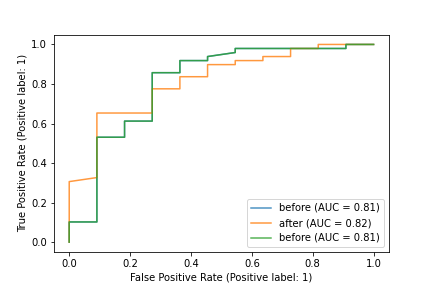 1.0
0.8
0.6
0.4
0.2
0.0
True Positive Rate (Positive label: 1)
before (AUC = 0.81)
after (AUC = 0.82)
before (AUC = 0.81)
0.0 0.2 0.4 0.6 0.8 1.0
False Positive Rate (Positive label: 1)